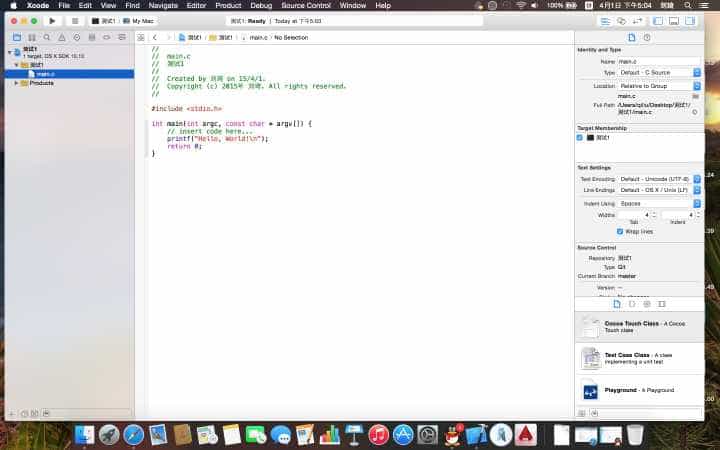 Xcode File Edit View Find Navigate Editor Product Debug Source Control Window Help 100% 4月1日 下午5:04
测试1 My Mac
测试1: Ready | Today at 下午5:03
测试1 测试1 main.c No Selection
测试1
1 target, OS X SDK 10.10
测试1
main.c
Products
//
// main.c
// 测试1
//
// Created by 刘 on 15/4/1.
// Copyright (c) 2015年 刘. All rights reserved.
//
#include <stdio.h>
int main(int argc, const char * argv[]) {
// insert code here...
printf("Hello, World!\n");
return 0;
}
Identity and Type
Name main.c
Type Default - C Source
Location Relative to Group
main.c
Full Path /Users/qiliu/Desktop/测试1/
测试1/main.c
Target Membership
测试1
Text Settings
Text Encoding Default - Unicode (UTF-8)
Line Endings Default - OS X / Unix (LF)
Indent Using Spaces
Widths 4 4
Tab Indent
Wrap lines
Source Control
Repository 测试1
Type Git
Current Branch master
Version --
Cocoa Touch Class - A Cocoa
Touch class
Test Case Class - A class
implementing a unit test
Playground - A Playground